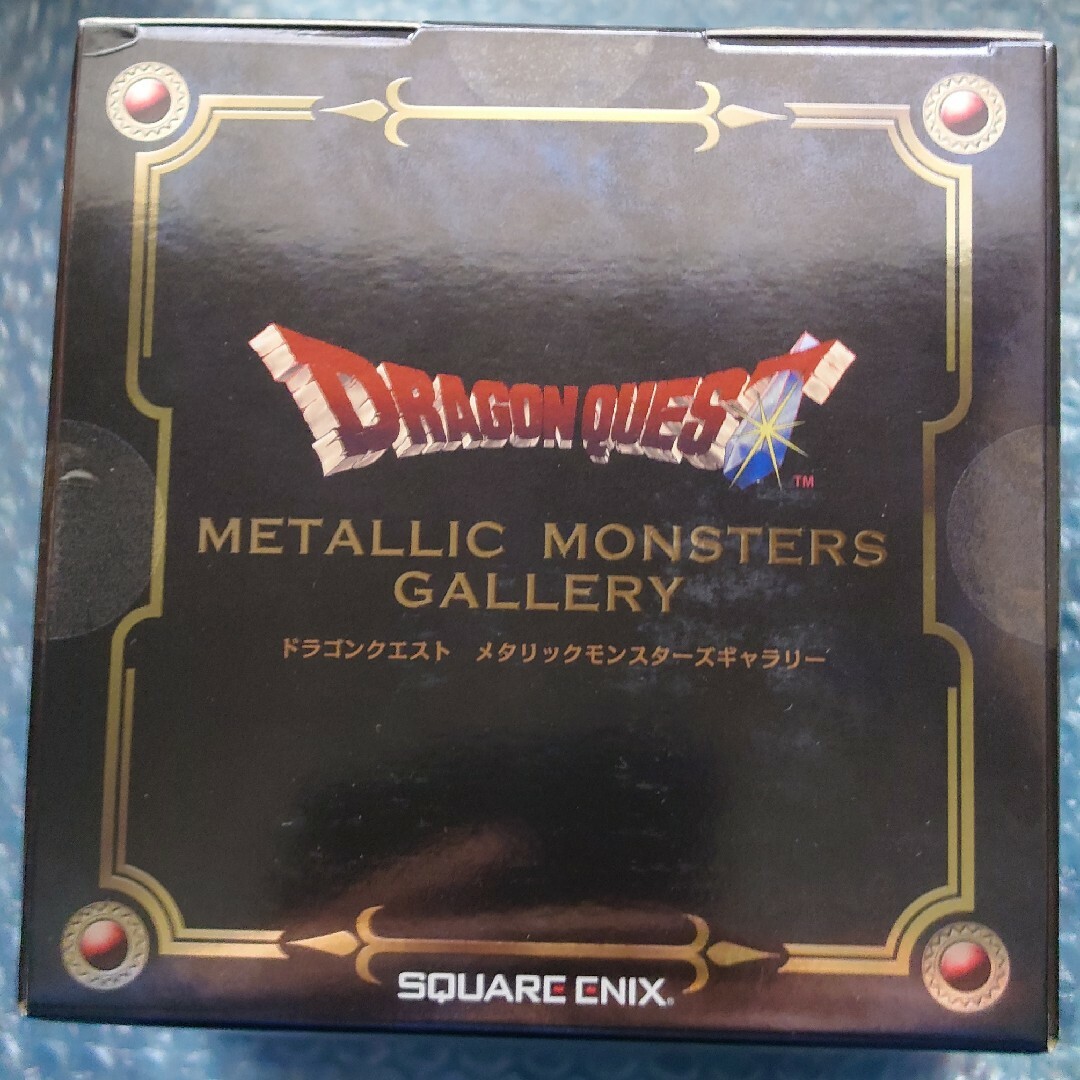 DRAGON QUEST
TM
METALLIC MONSTERS
GALLERY
ドラゴンクエスト メタリックモンスターズギャラリー
SQUARE ENIX®